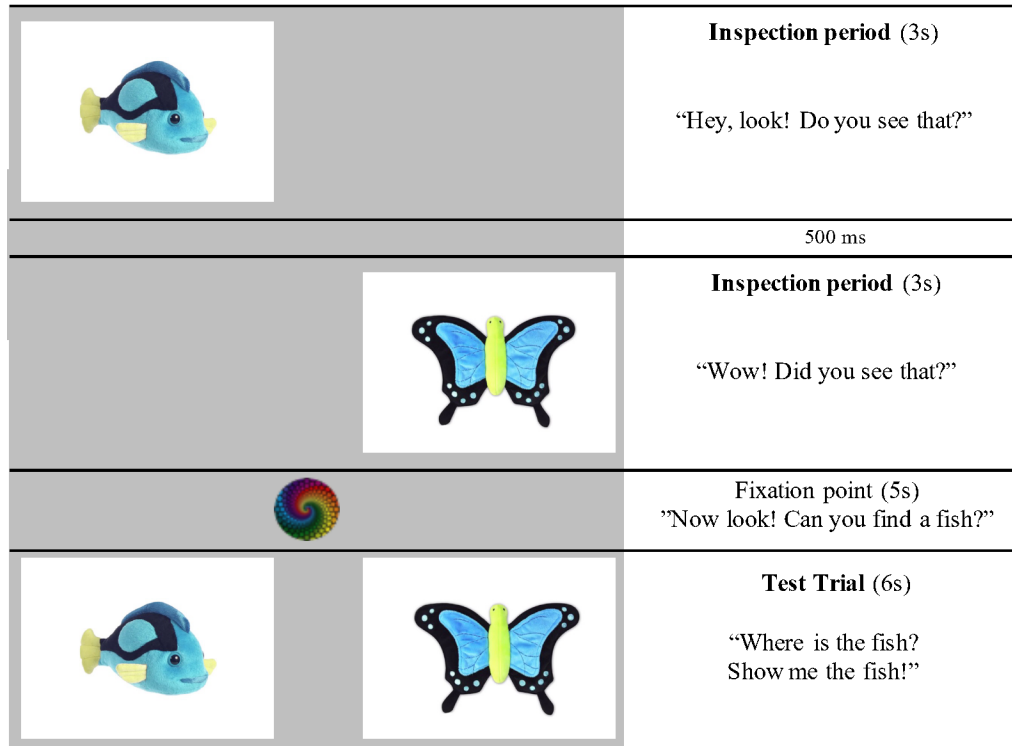 Inspection period (3s)
“Hey, look! Do you see that?”
500 ms
Inspection period (3s)
“Wow! Did you see that?”
Fixation point (5s)
”Now look! Can you find a fish?”
Test Trial (6s)
“Where is the fish?
Show me the fish!”